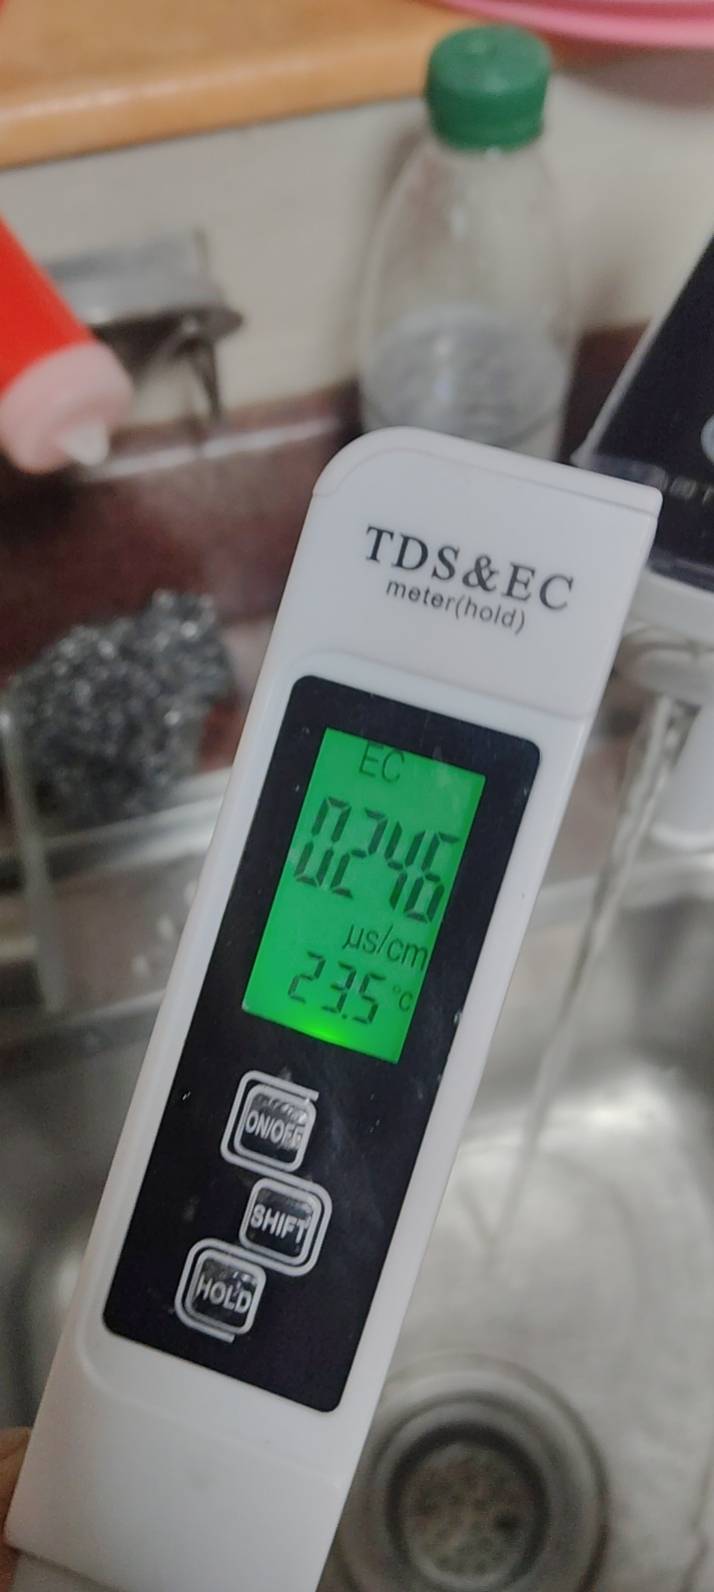 TDS&EC
meter(hold)
EC
0246
µs/cm
23.5 °C
ON/OFF
SHIFT
HOLD